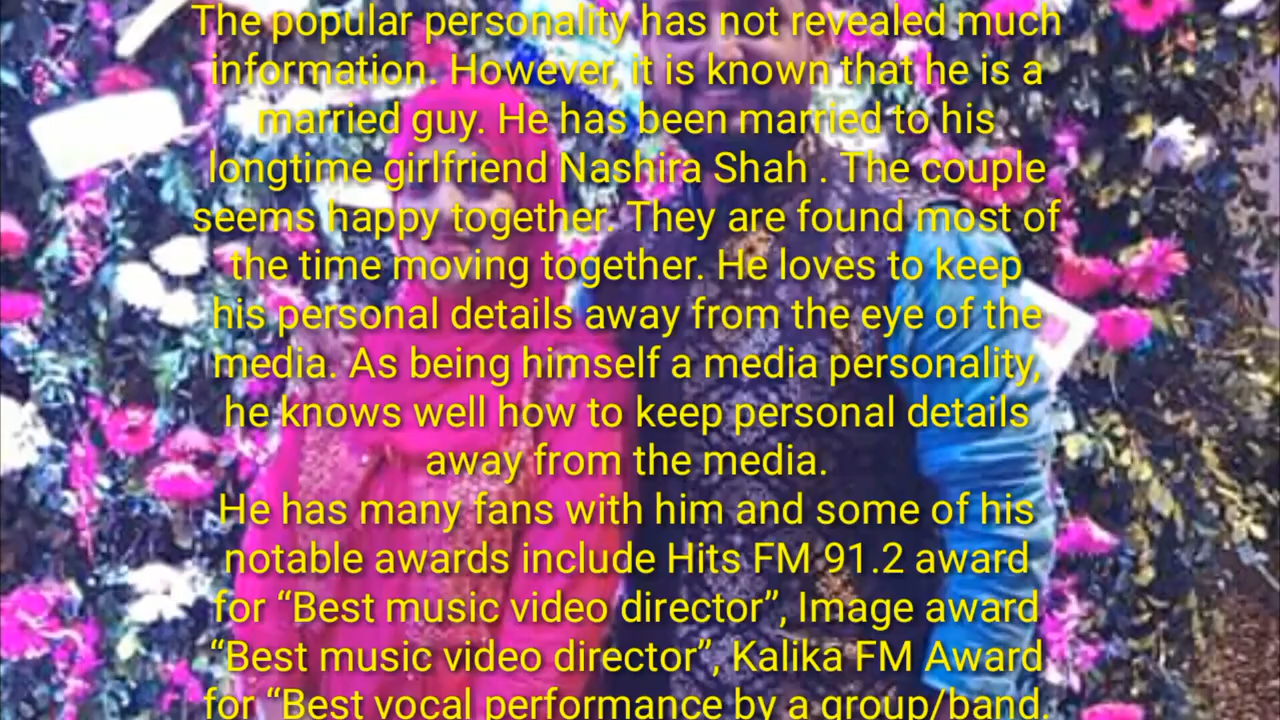 The popular personality has not revealed much
information. However, it is known that he is a
married guy. He has been married to his
longtime girlfriend Nashira Shah . The couple
seems happy together. They are found most of
the time moving together. He loves to keep
his personal details away from the eye of the
media. As being himself a media personality,
he knows well how to keep personal details
away from the media.
He has many fans with him and some of his
notable awards include Hits FM 91.2 award
for “Best music video director”, Image award
“Best music video director”, Kalika FM Award
for “Best vocal performance by a group/band.